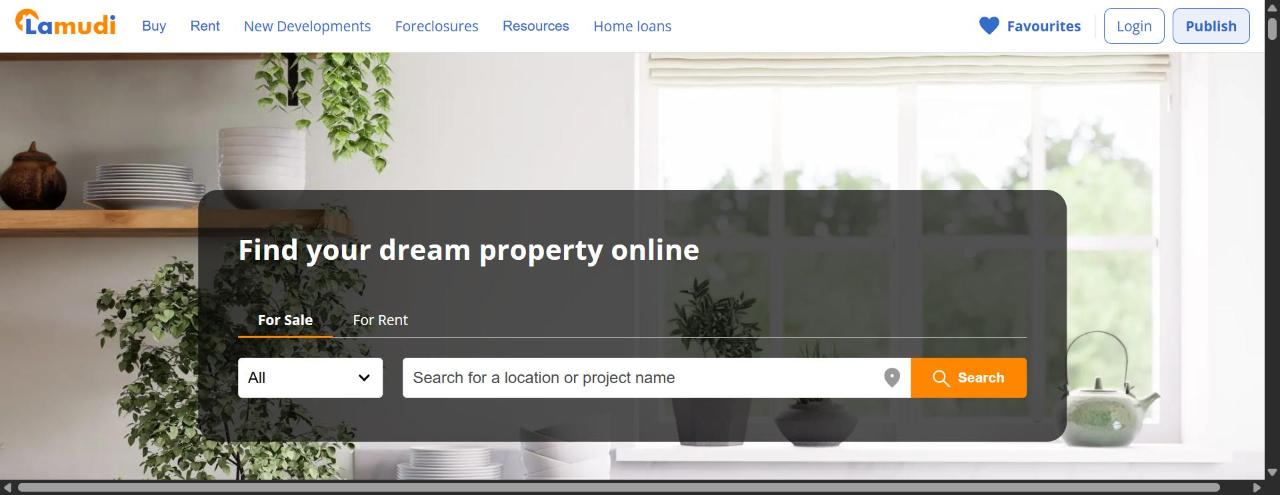 Lamudi Buy Rent New Developments Foreclosures Resources Home loans Favourites Login Publish
Find your dream property online
For Sale For Rent
All Search for a location or project name Search